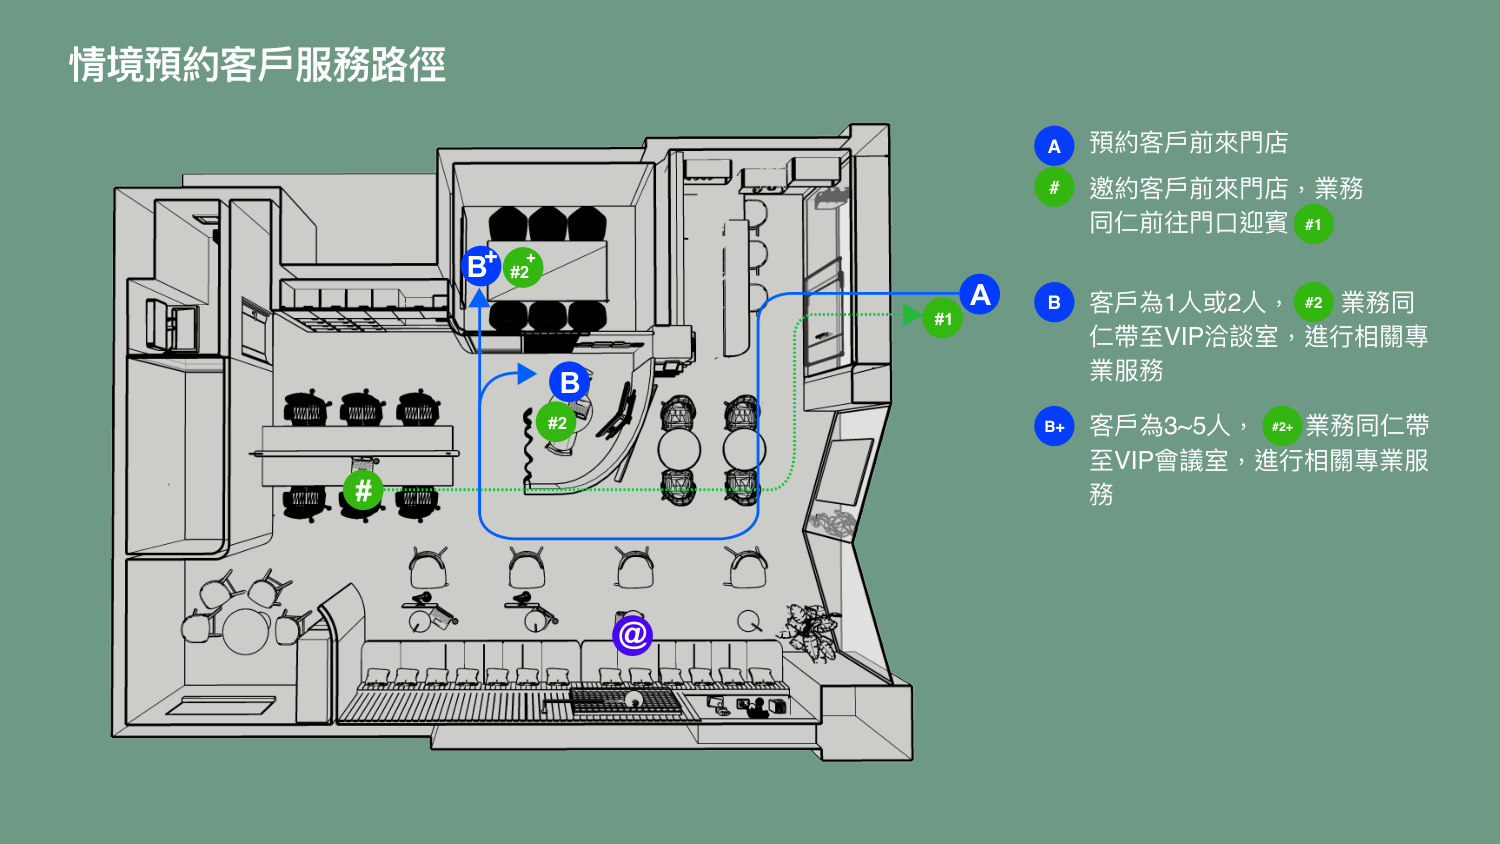 情境預約客戶服務路徑
A 預約客戶前來門店
# 邀約客戶前來門店，業務
同仁前往門口迎賓 #1
B 客戶為1人或2人， #2 業務同
仁帶至VIP洽談室，進行相關專
業服務
B+ 客戶為3~5人， #2+ 業務同仁帶
至VIP會議室，進行相關專業服
務
B+ #2+
A
#1
B
#2
#
@